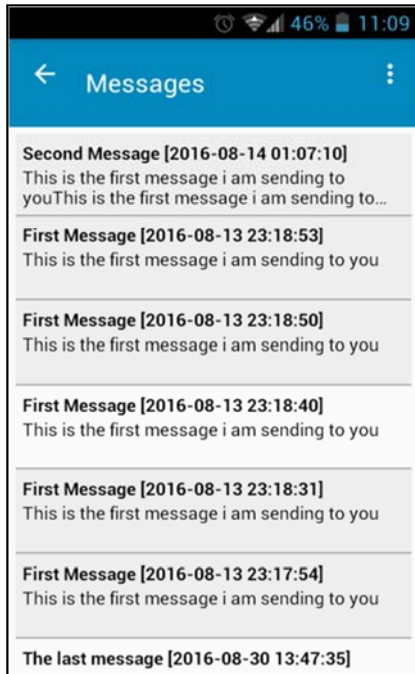 46% 11:09
Messages
Second Message [2016-08-14 01:07:10]
This is the first message i am sending to
youThis is the first message i am sending to...
First Message [2016-08-13 23:18:53]
This is the first message i am sending to you
First Message [2016-08-13 23:18:50]
This is the first message i am sending to you
First Message [2016-08-13 23:18:40]
This is the first message i am sending to you
First Message [2016-08-13 23:18:31]
This is the first message i am sending to you
First Message [2016-08-13 23:17:54]
This is the first message i am sending to you
The last message [2016-08-30 13:47:35]